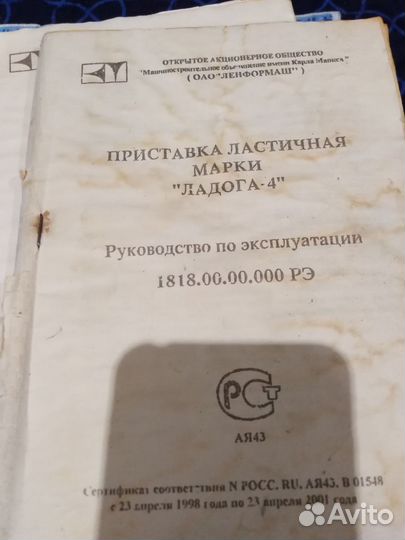 ОТКРЫТОЕ АКЦИОНЕРНОЕ ОБЩЕСТВО
"Машиностроительное объединение имени Карла Маркса"
( ОАО"ЛЕНФОРМАШ" )
ПРИСТАВКА ЛАСТИЧНАЯ
МАРКИ
"ЛАДОГА-4"
Руководство по эксплуатации
1818.00.00.000 РЭ
РСТ
АЯ43
Сертификат соответствия N РОСС. RU. АЯ43. В 01548
с 23 апреля 1998 года по 23 апреля 2001 года
Avito